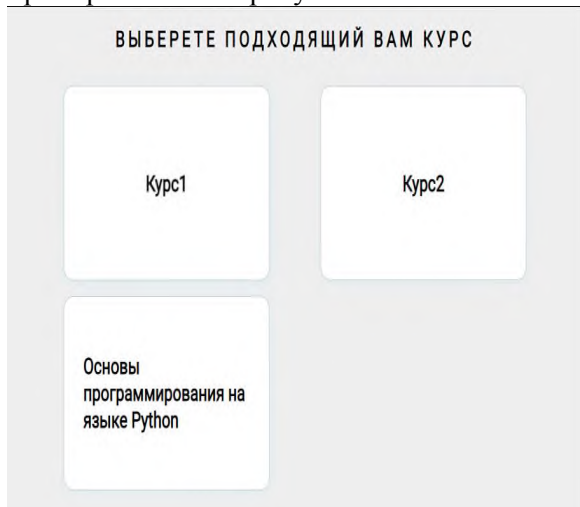 ВЫБЕРЕТЕ ПОДХОДЯЩИЙ ВАМ КУРС
Курс1
Курс2
Основы
программирования на
языке Python